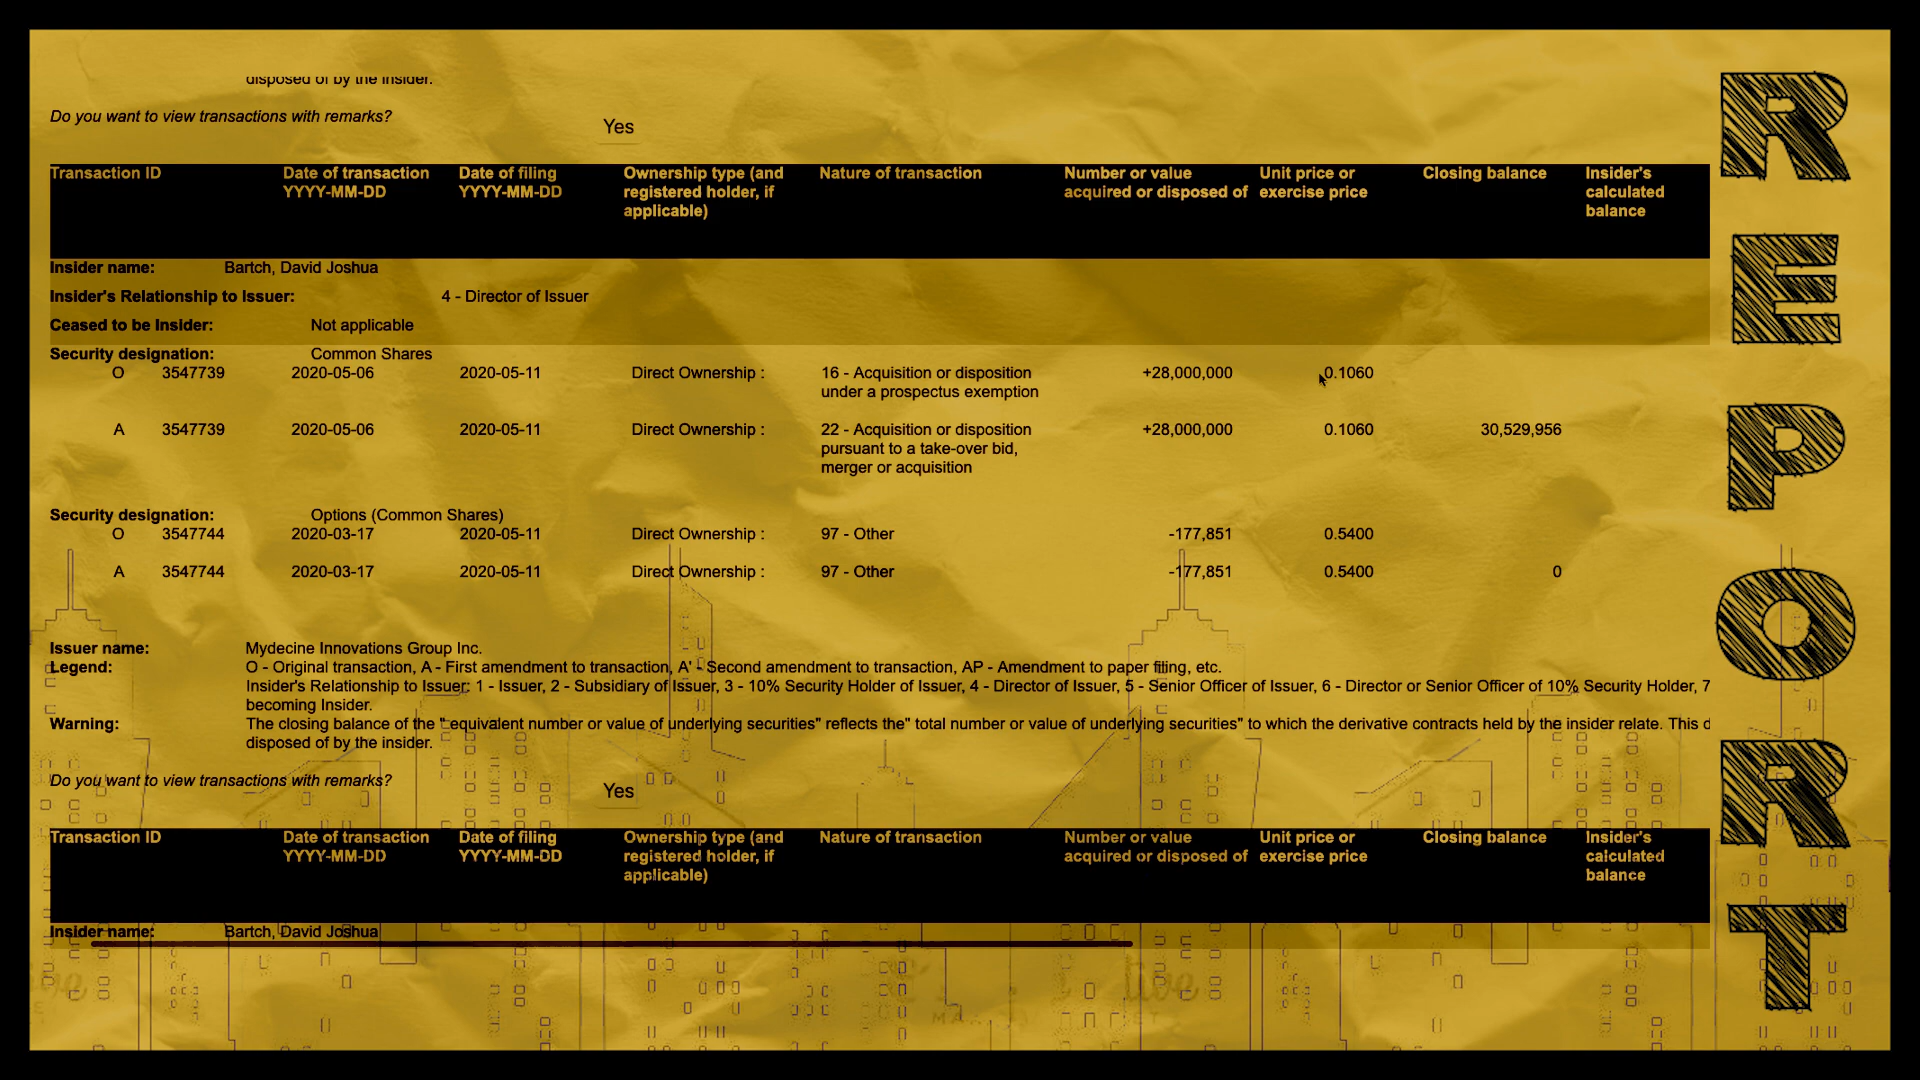 disposed of by the insider.
Do you want to view transactions with remarks?
Yes
Transaction ID Date of transaction Date of filing Ownership type (and Nature of transaction Number or value Unit price or Closing balance Insider's
YYYY-MM-DD YYYY-MM-DD registered holder, if acquired or disposed of exercise price calculated
applicable) balance
Insider name: Bartch, David Joshua
Insider's Relationship to Issuer: 4 - Director of Issuer
Ceased to be Insider: Not applicable
Security designation: Common Shares
O 3547739 2020-05-06 2020-05-11 Direct Ownership : 16 - Acquisition or disposition +28,000,000 0.1060
under a prospectus exemption
A 3547739 2020-05-06 2020-05-11 Direct Ownership : 22 - Acquisition or disposition +28,000,000 0.1060 30,529,956
pursuant to a take-over bid,
merger or acquisition
Security designation: Options (Common Shares)
O 3547744 2020-03-17 2020-05-11 Direct Ownership : 97 - Other -177,851 0.5400
A 3547744 2020-03-17 2020-05-11 Direct Ownership : 97 - Other -177,851 0.5400 0
Issuer name: Mydecine Innovations Group Inc.
Legend: O - Original transaction, A - First amendment to transaction, A' - Second amendment to transaction, AP - Amendment to paper filing, etc.
Insider's Relationship to Issuer: 1 - Issuer, 2 - Subsidiary of Issuer, 3 - 10% Security Holder of Issuer, 4 - Director of Issuer, 5 - Senior Officer of Issuer, 6 - Director or Senior Officer of 10% Security Holder, 7
becoming Insider.
Warning: The closing balance of the "equivalent number or value of underlying securities" reflects the" total number or value of underlying securities" to which the derivative contracts held by the insider relate. This d
disposed of by the insider.
Do you want to view transactions with remarks?
Yes
Transaction ID Date of transaction Date of filing Ownership type (and Nature of transaction Number or value Unit price or Closing balance Insider's
YYYY-MM-DD YYYY-MM-DD registered holder, if acquired or disposed of exercise price calculated
applicable) balance
Insider name: Bartch, David Joshua
REPORT